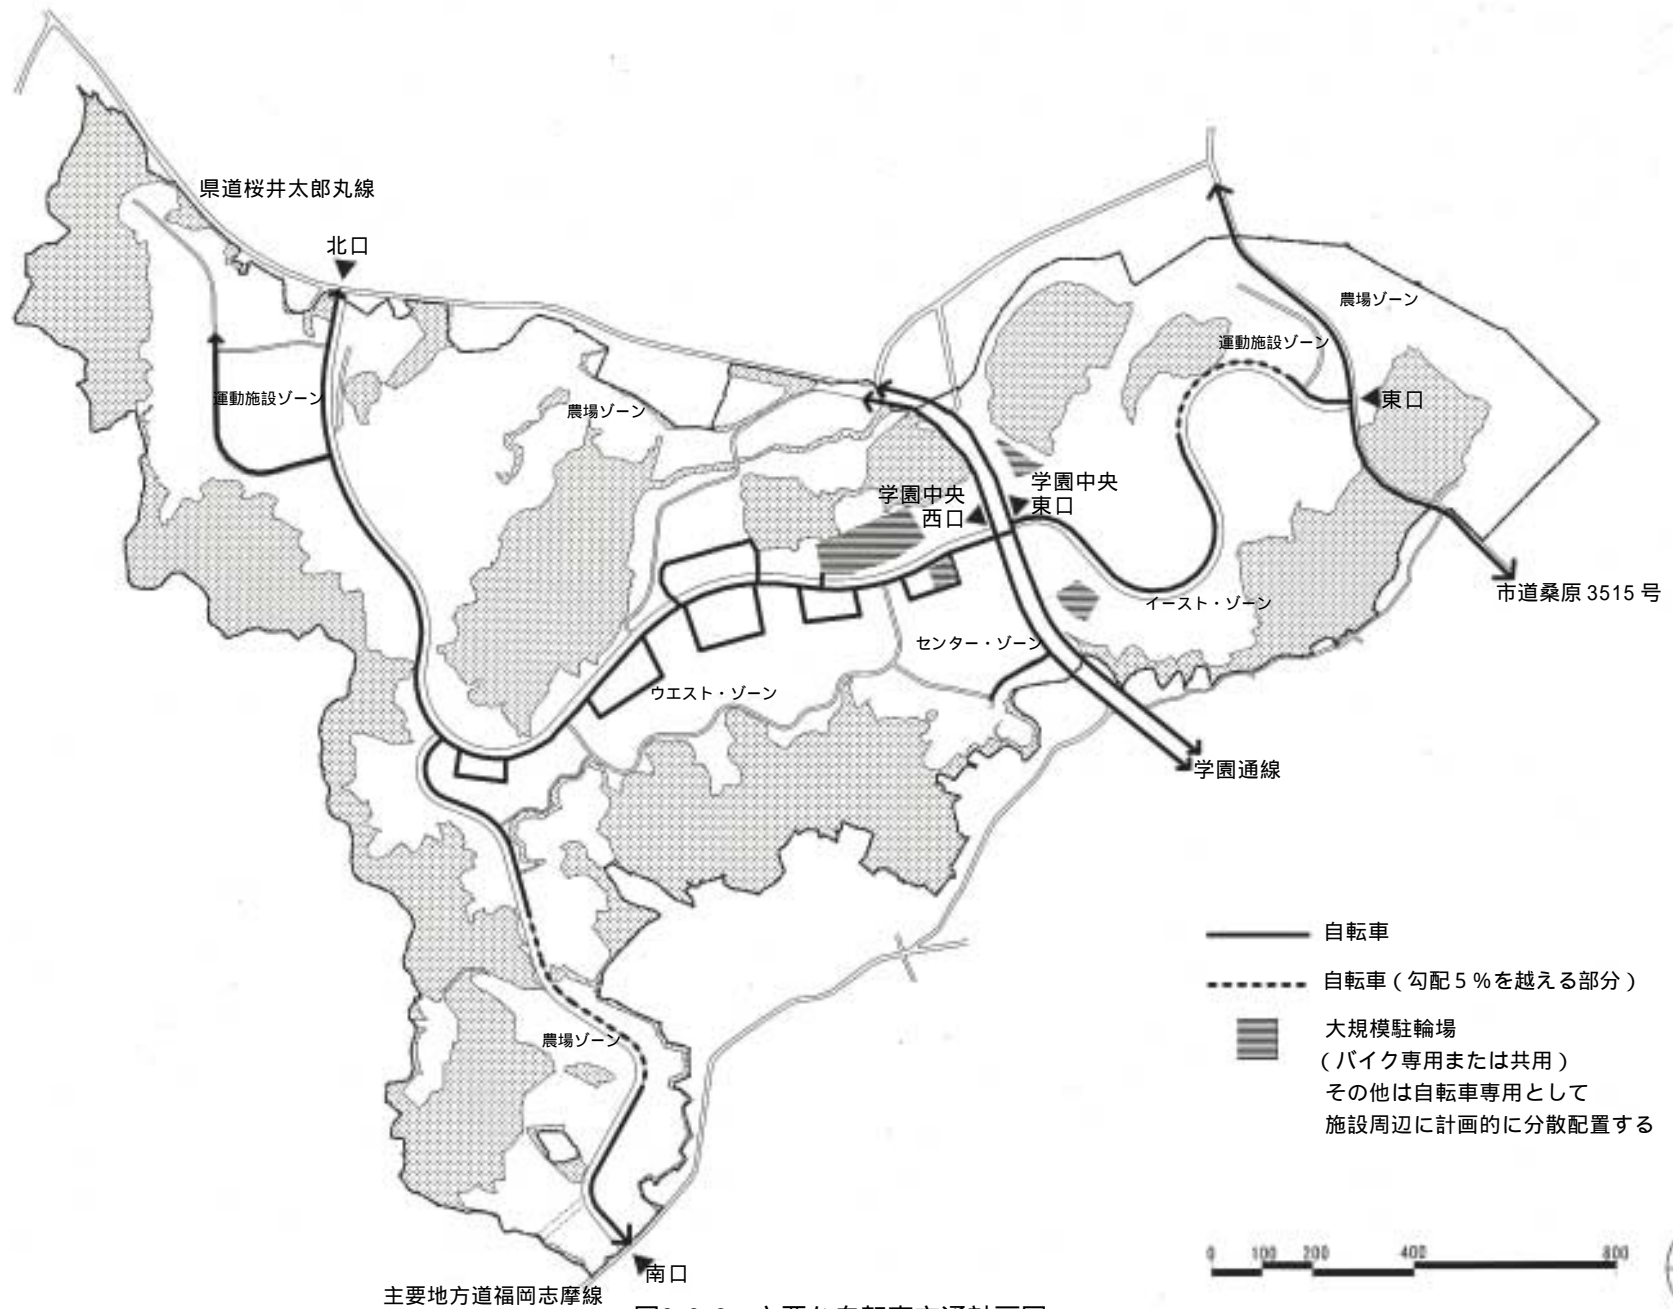 県道桜井太郎丸線
北口
農場ゾーン
運動施設ゾーン
運動施設ゾーン
東口
農場ゾーン
学園中央
東口
学園中央
西口
市道桑原3515号
イースト・ゾーン
センター・ゾーン
ウエスト・ゾーン
学園通線
自転車
自転車（勾配5％を越える部分）
大規模駐輪場
（バイク専用または共用）
その他は自転車専用として
施設周辺に計画的に分散配置する
農場ゾーン
0 100 200 400 800
南口
主要地方道福岡志摩線